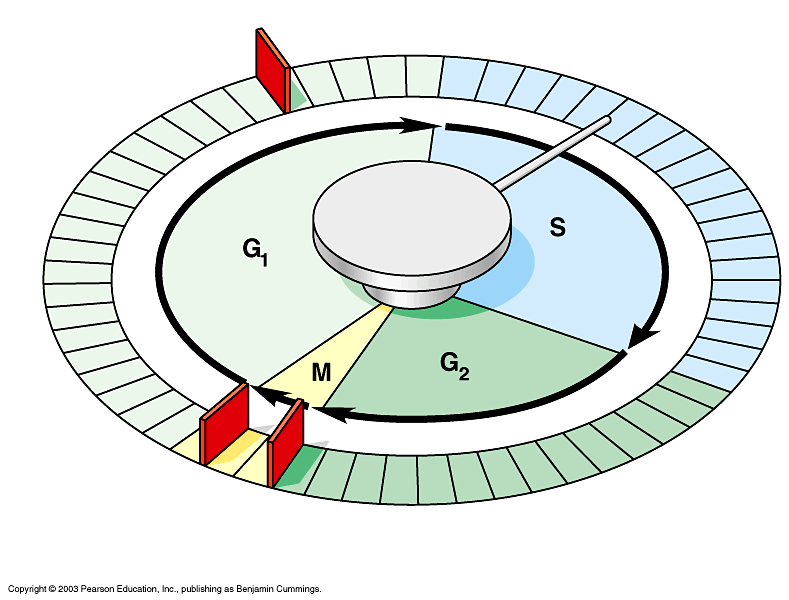 S
G1
M
G2
Copyright © 2003 Pearson Education, Inc., publishing as Benjamin Cummings.